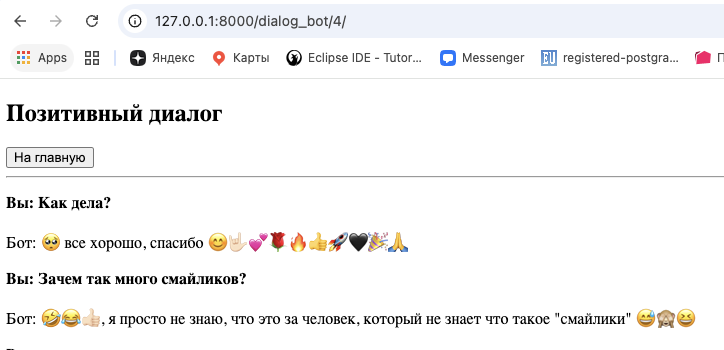 127.0.0.1:8000/dialog_bot/4/
Apps Яндекс Карты Eclipse IDE - Tutor... Messenger registered-postgra...
Позитивный диалог
На главную
Вы: Как дела?
Бот: 🥺 все хорошо, спасибо 😊🤟🏻💕🌹🔥👍🚀🖤🎉🙏
Вы: Зачем так много смайликов?
Бот: 🤣😂👍🏻, я просто не знаю, что это за человек, который не знает что такое "смайлики" 😅🙈😆